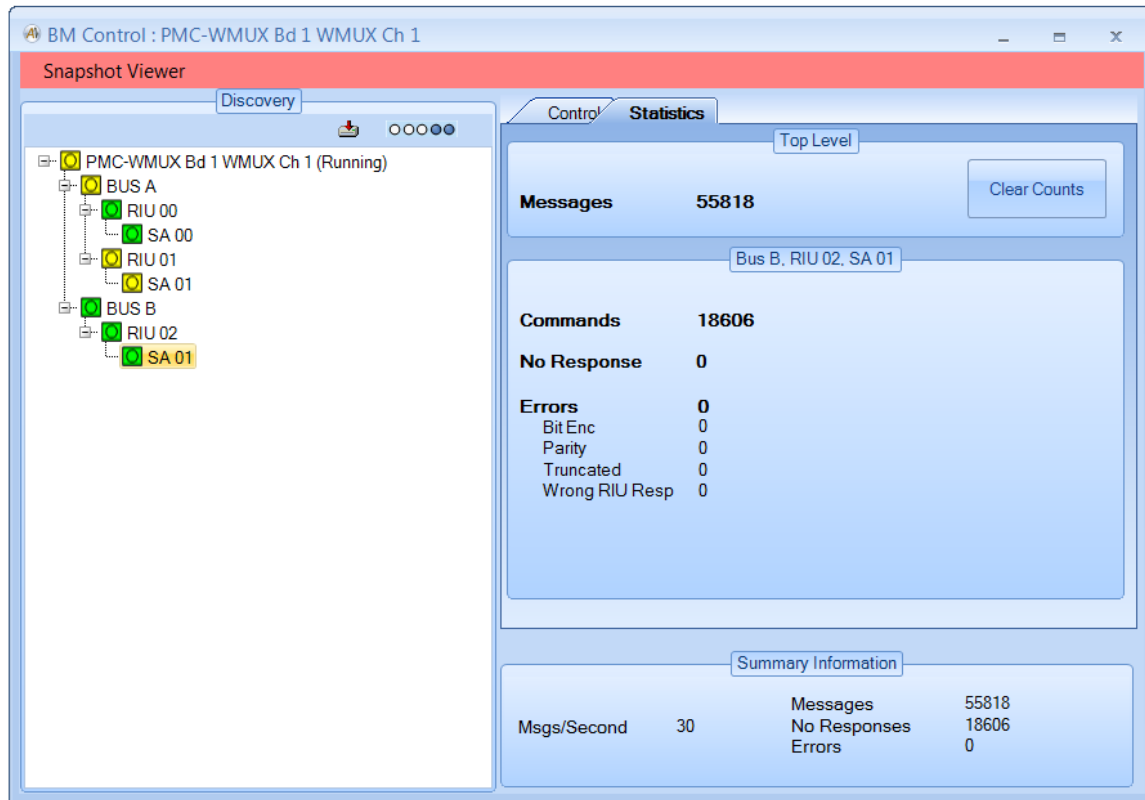 BM Control : PMC-WMUX Bd 1 WMUX Ch 1
Snapshot Viewer
Discovery
PMC-WMUX Bd 1 WMUX Ch 1 (Running)
BUS A
RIU 00
SA 00
RIU 01
SA 01
BUS B
RIU 02
SA 01
Control Statistics
Top Level
Messages 55818 Clear Counts
Bus B, RIU 02, SA 01
Commands 18606
No Response 0
Errors 0
Bit Enc 0
Parity 0
Truncated 0
Wrong RIU Resp 0
Summary Information
Msgs/Second 30
Messages 55818
No Responses 18606
Errors 0